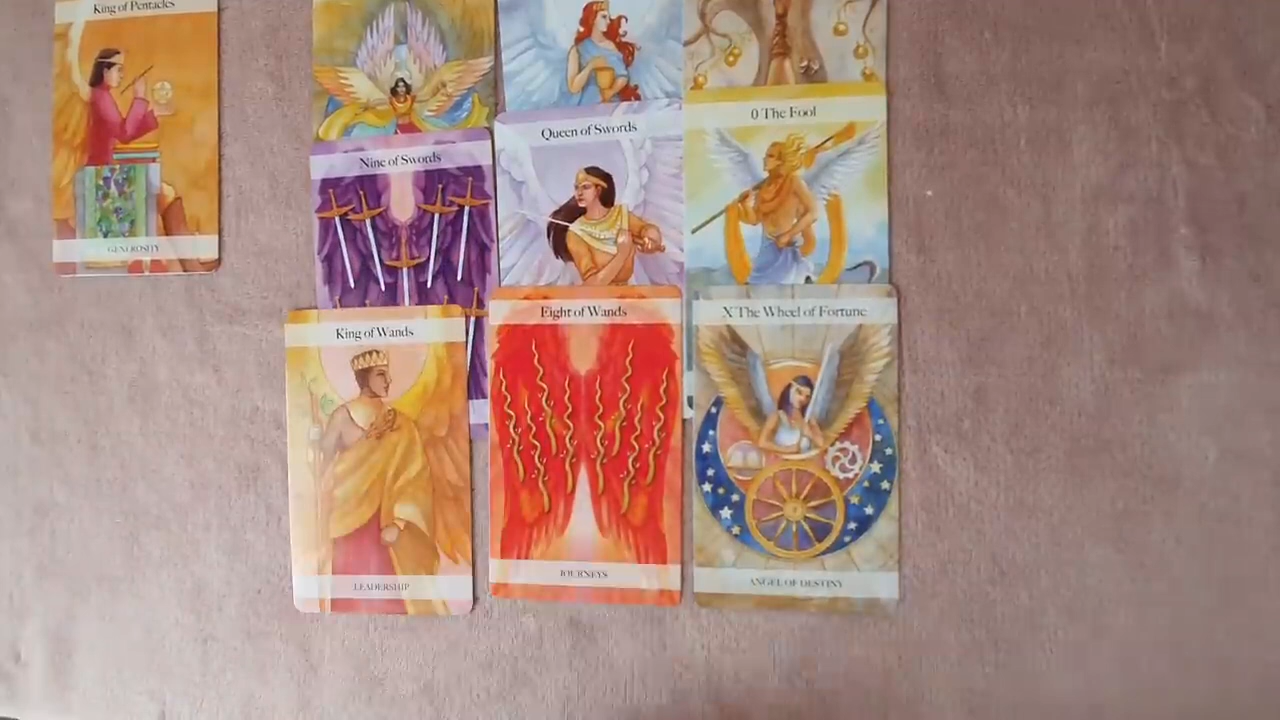 King of Pentacles
GENEROSITY
0 The Fool
Queen of Swords
Nine of Swords
King of Wands
LEADERSHIP
Eight of Wands
JOURNEYS
X The Wheel of Fortune
ANGEL OF DESTINY